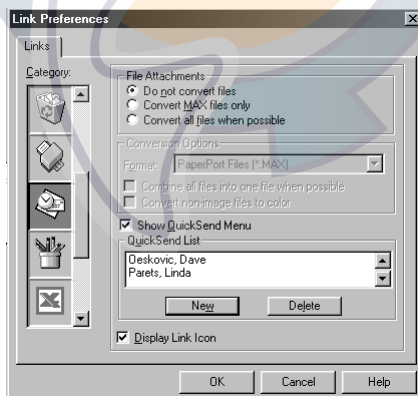 Link Preferences
Links
Category:
File Attachments
Do not convert files
Convert MAX files only
Convert all files when possible
Conversion Options
Format: PaperPort Files (*.MAX)
Combine all files into one file when possible
Convert non-image files to color
Show QuickSend Menu
QuickSend List
Oeskovic, Dave
Parets, Linda
New Delete
Display Link Icon
OK Cancel Help